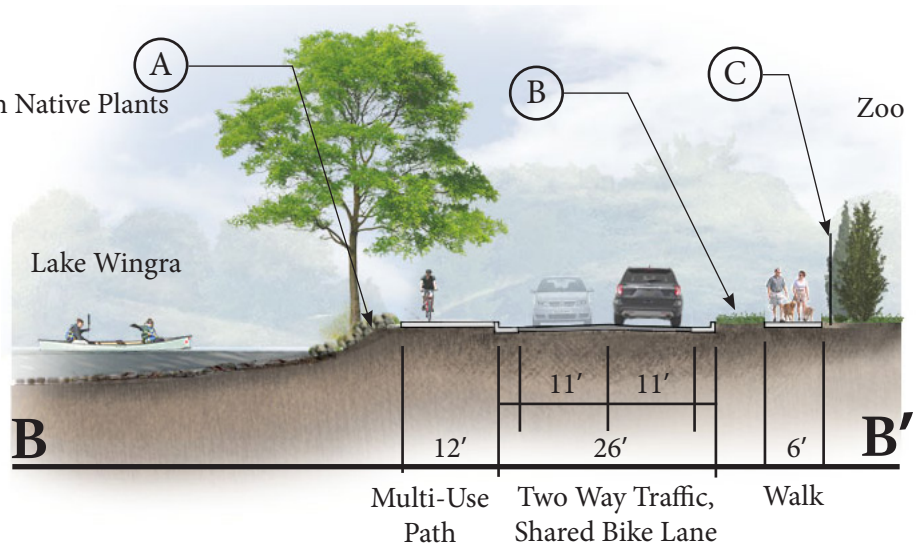 A
B
C
Native Plants
Zoo
Lake Wingra
11′ 11′
B 12′ 26′ 6′ B′
Multi-Use Path
Two Way Traffic,
Shared Bike Lane
Walk